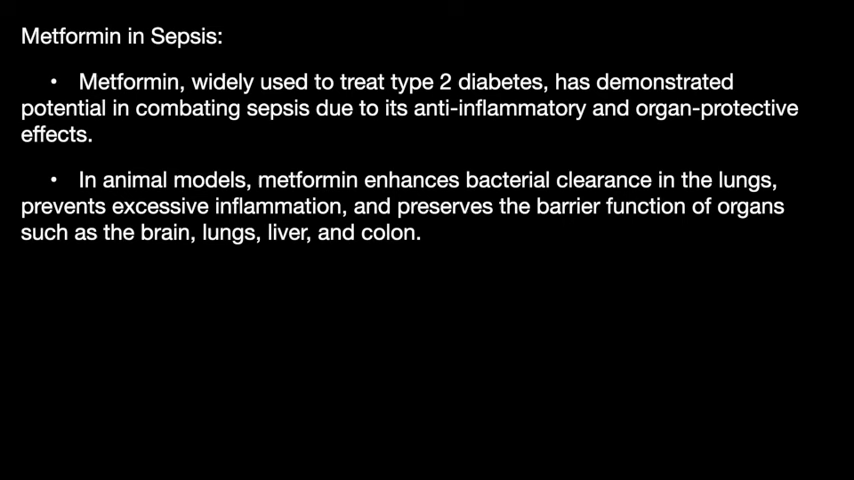 Metformin in Sepsis:
• Metformin, widely used to treat type 2 diabetes, has demonstrated
potential in combating sepsis due to its anti-inflammatory and organ-protective
effects.
• In animal models, metformin enhances bacterial clearance in the lungs,
prevents excessive inflammation, and preserves the barrier function of organs
such as the brain, lungs, liver, and colon.